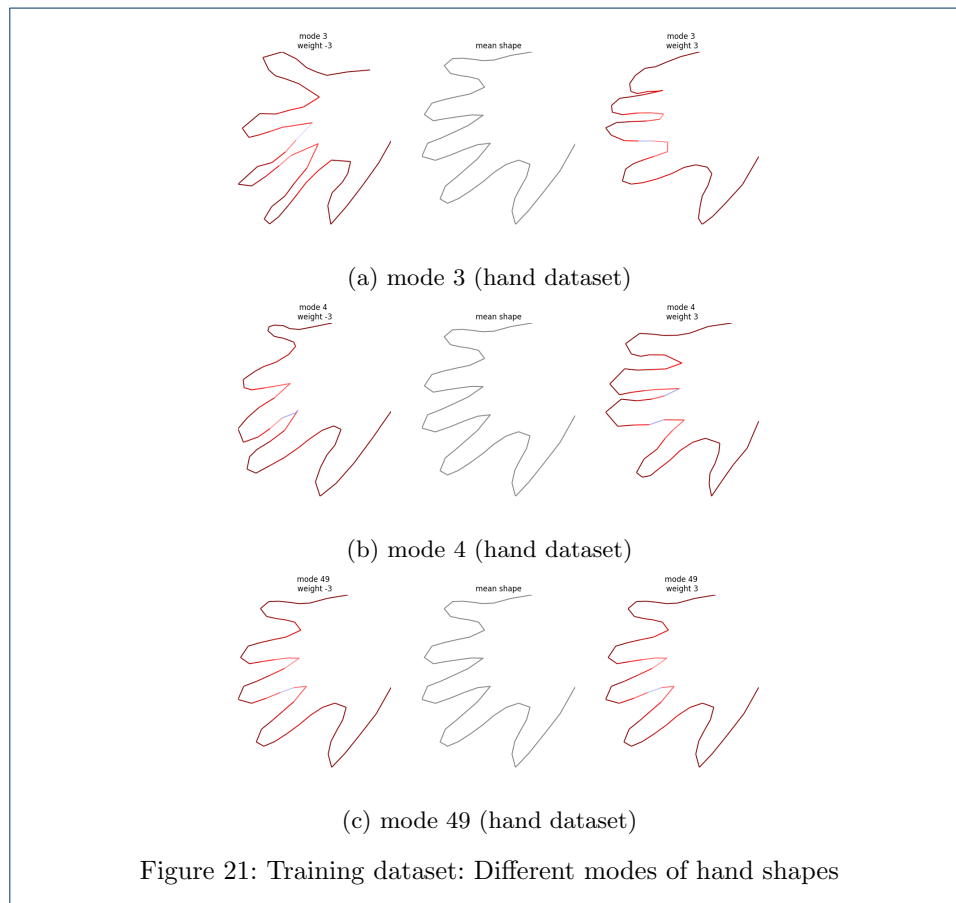 mode 3
weight -3
mean shape
mode 3
weight 3
(a) mode 3 (hand dataset)
mode 4
weight -3
mean shape
mode 4
weight 3
(b) mode 4 (hand dataset)
mode 49
weight -3
mean shape
mode 49
weight 3
(c) mode 49 (hand dataset)
Figure 21: Training dataset: Different modes of hand shapes